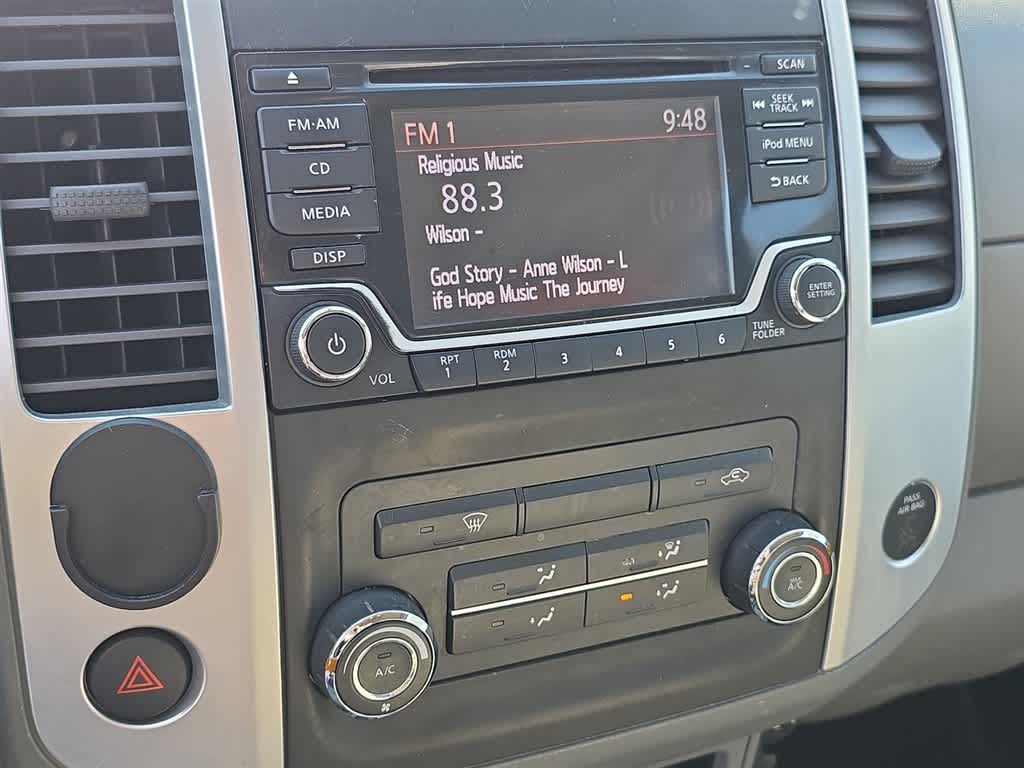 SCAN
FM·AM
CD
MEDIA
DISP
FM 1 9:48
Religious Music
88.3
Wilson -
God Story - Anne Wilson - L
ife Hope Music The Journey
SEEK
TRACK
iPod MENU
BACK
ENTER
SETTING
TUNE
FOLDER
VOL
RPT
1
RDM
2
3
4
5
6
PASS
AIR BAG
A/C
MAX
A/C